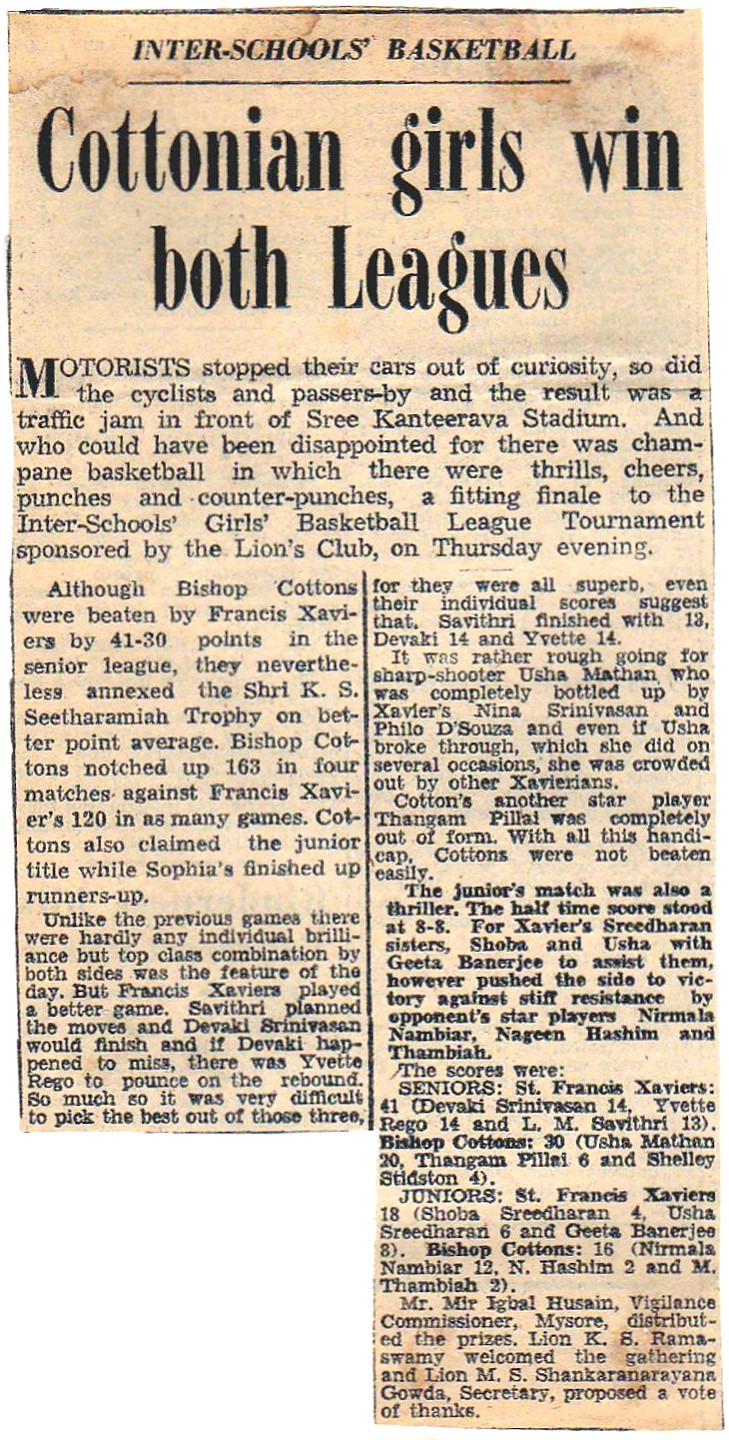 INTER-SCHOOLS' BASKETBALL
Cottonian girls win
both Leagues
MOTORISTS stopped their cars out of curiosity, so did
the cyclists and passers-by and the result was a
traffic jam in front of Sree Kanteerava Stadium. And
who could have been disappointed for there was cham-
pane basketball in which there were thrills, cheers,
punches and counter-punches, a fitting finale to the
Inter-Schools' Girls' Basketball League Tournament
sponsored by the Lion's Club, on Thursday evening.
Although Bishop Cottons
were beaten by Francis Xavi-
ers by 41-30 points in the
senior league, they neverthe-
less annexed the Shri K. S.
Seetharamiah Trophy on bet-
ter point average. Bishop Cot-
tons notched up 163 in four
matches against Francis Xavi-
er's 120 in as many games. Cot-
tons also claimed the junior
title while Sophia's finished up
runners-up.
Unlike the previous games there
were hardly any individual brilli-
ance but top class combination by
both sides was the feature of the
day. But Francis Xaviers played
a better game. Savithri planned
the moves and Devaki Srinivasan
would finish and if Devaki hap-
pened to miss, there was Yvette
Rego to pounce on the rebound.
So much so it was very difficult
to pick the best out of those three,
for they were all superb, even
their individual scores suggest
that. Savithri finished with 13,
Devaki 14 and Yvette 14.
It was rather rough going for
sharp-shooter Usha Mathan who
was completely bottled up by
Xavier's Nina Srinivasan and
Philo D'Souza and even if Usha
broke through, which she did on
several occasions, she was crowded
out by other Xavierians.
Cotton's another star player
Thangam Pillai was completely
out of form. With all this handi-
cap, Cottons were not beaten
easily.
The junior's match was also a
thriller. The half time score stood
at 8-8. For Xavier's Sreedharan
sisters, Shoba and Usha with
Geeta Banerjee to assist them,
however pushed the side to vic-
tory against stiff resistance by
opponent's star players Nirmala
Nambiar, Nageen Hashim and
Thambiah.
The scores were:
SENIORS: St. Francis Xaviers:
41 (Devaki Srinivasan 14, Yvette
Rego 14 and L. M. Savithri 13).
Bishop Cottons: 30 (Usha Mathan
20, Thangam Pillai 6 and Shelley
Stidston 4).
JUNIORS: St. Francis Xaviers
18 (Shoba Sreedharan 4, Usha
Sreedharan 6 and Geeta Banerjee
8). Bishop Cottons: 16 (Nirmala
Nambiar 12, N. Hashim 2 and M.
Thambiah 2).
Mr. Mir Iqbal Husain, Vigilance
Commissioner, Mysore, distribut-
ed the prizes. Lion K. S. Rama-
swamy welcomed the gathering
and Lion M. S. Shankaranarayana
Gowda, Secretary, proposed a vote
of thanks.